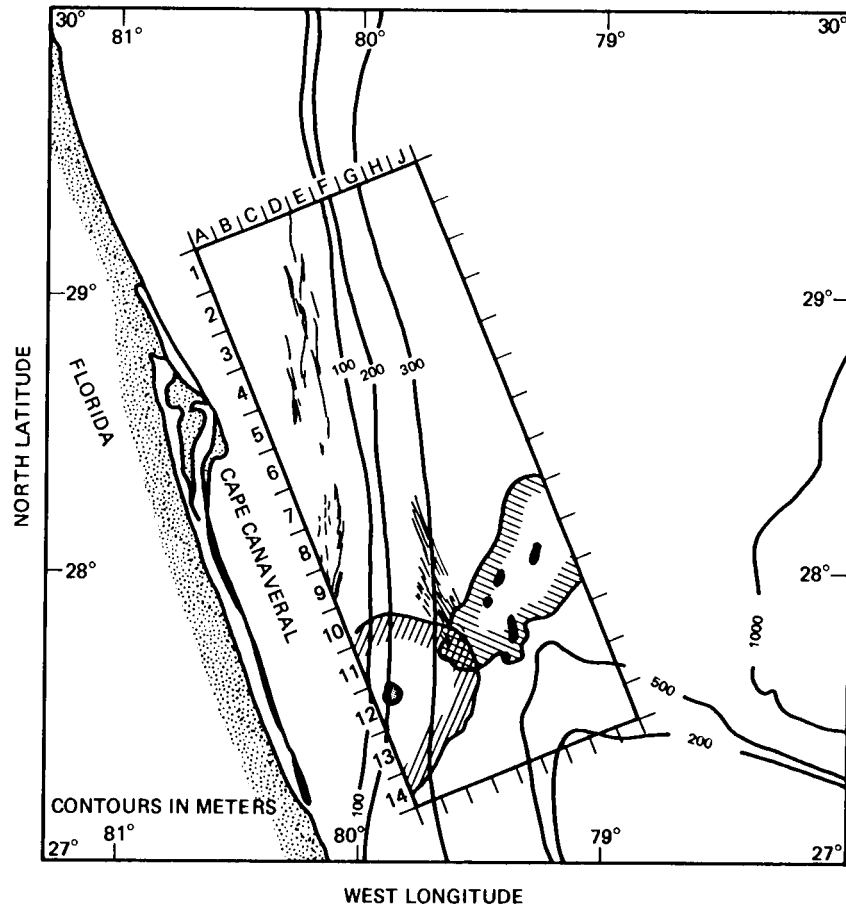 30° 81° 80° 79° 30°
A B C D E F G H J
1
29° 29°
2
3
100 200 300
4
5
6
7
8
9
10
11
12
13
14
NORTH LATITUDE
FLORIDA
CAPE CANAVERAL
28° 28°
1000
500
200
100
CONTOURS IN METERS
81° 80° 79°
27° 27°
WEST LONGITUDE